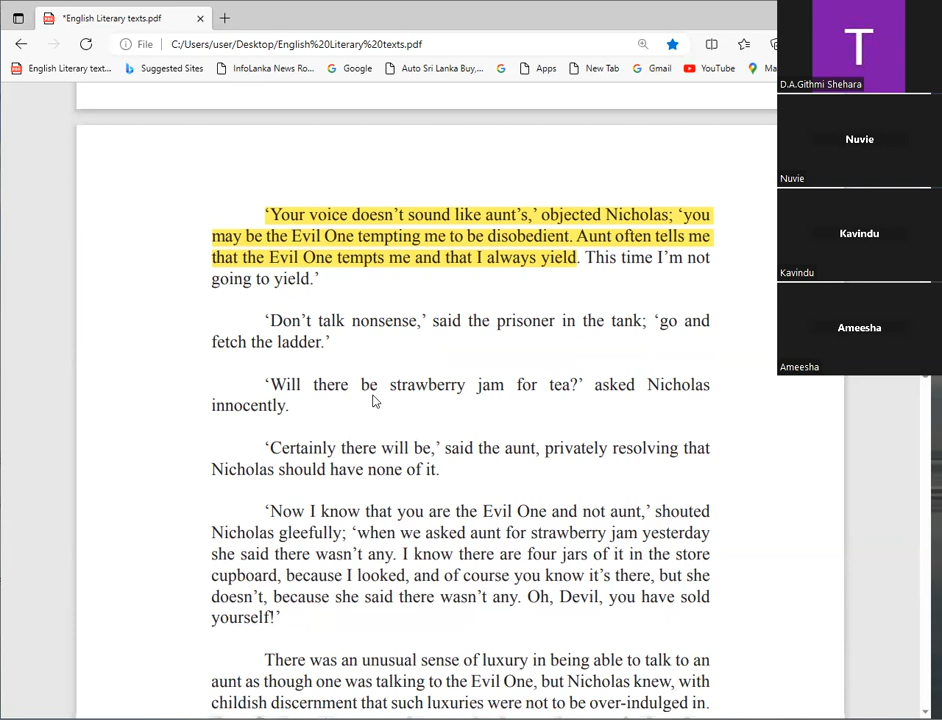 *English Literary texts.pdf
File
C:/Users/user/Desktop/English%20Literary%20texts.pdf
English Literary text...
Suggested Sites
InfoLanka News Ro...
Google
Auto Sri Lanka Buy,...
Apps
New Tab
Gmail
YouTube
Ma
‘Your voice doesn’t sound like aunt’s,’ objected Nicholas; ‘you
may be the Evil One tempting me to be disobedient. Aunt often tells me
that the Evil One tempts me and that I always yield. This time I’m not
going to yield.’
‘Don’t talk nonsense,’ said the prisoner in the tank; ‘go and
fetch the ladder.’
‘Will there be strawberry jam for tea?’ asked Nicholas
innocently.
‘Certainly there will be,’ said the aunt, privately resolving that
Nicholas should have none of it.
‘Now I know that you are the Evil One and not aunt,’ shouted
Nicholas gleefully; ‘when we asked aunt for strawberry jam yesterday
she said there wasn’t any. I know there are four jars of it in the store
cupboard, because I looked, and of course you know it’s there, but she
doesn’t, because she said there wasn’t any. Oh, Devil, you have sold
yourself!’
There was an unusual sense of luxury in being able to talk to an
aunt as though one was talking to the Evil One, but Nicholas knew, with
childish discernment that such luxuries were not to be over-indulged in.
T
D.A.Githmi Shehara
Nuvie
Nuvie
Kavindu
Kavindu
Ameesha
Ameesha